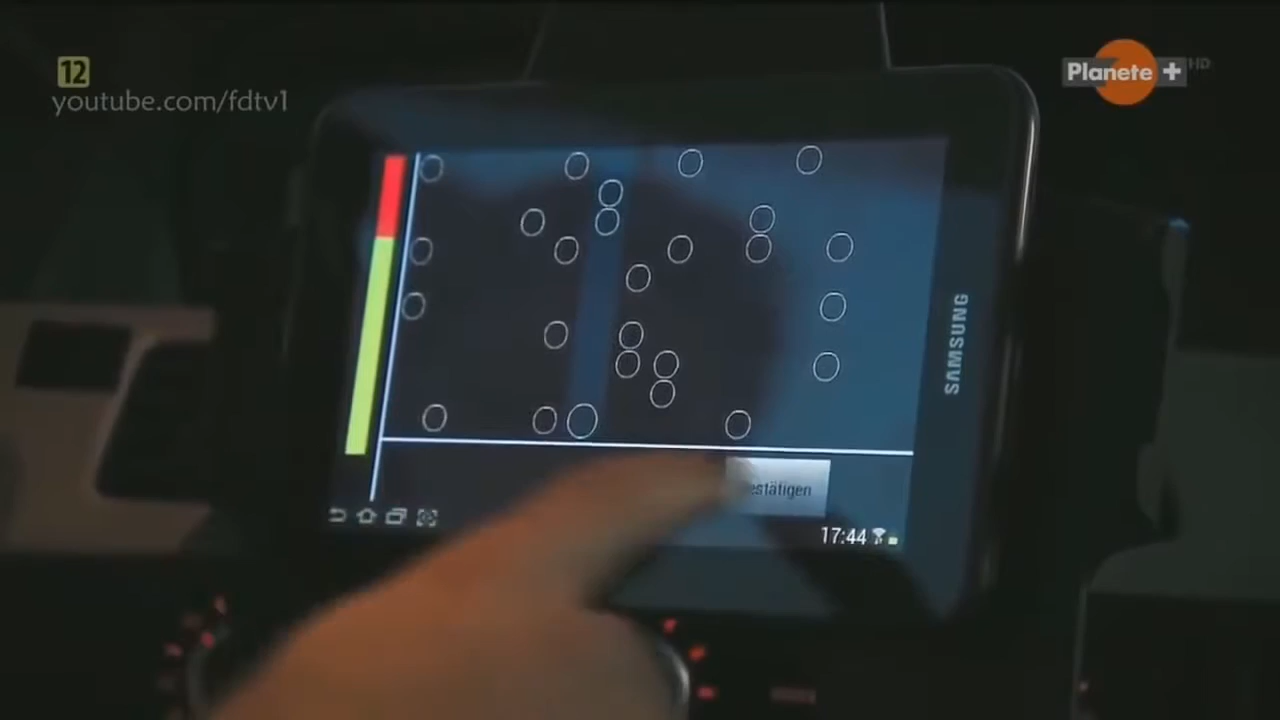 12
youtube.com/fdtv1
Planete +
HD
SAMSUNG
estätigen
17:44